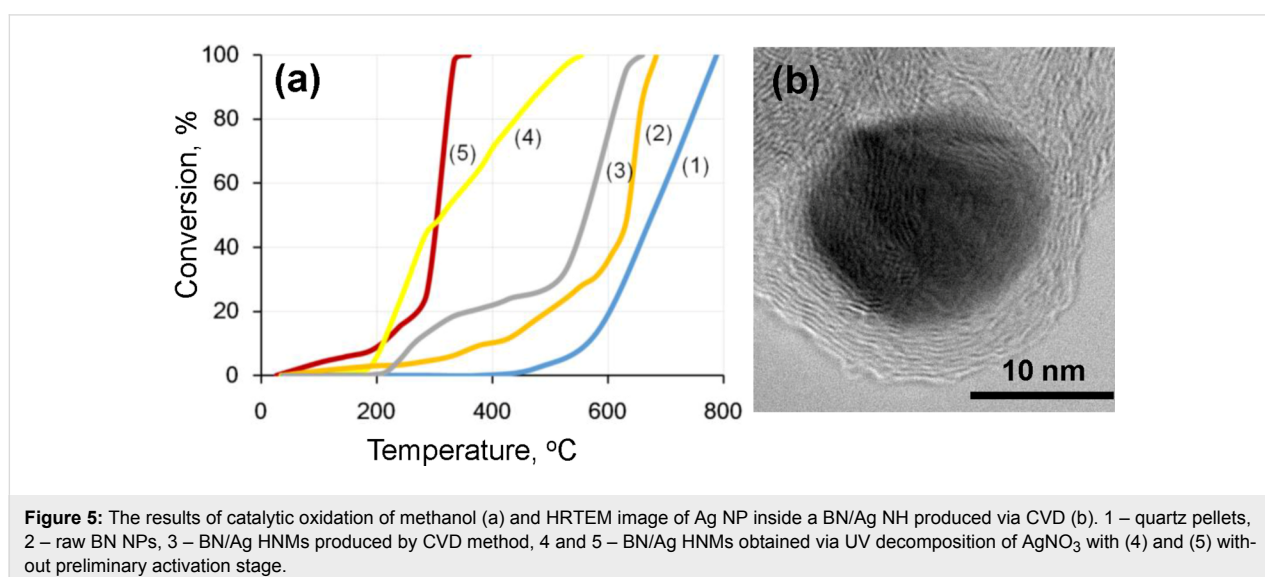 (a)
Conversion, %
100
80
60
40
20
0
(5)
(4)
(3)
(2)
(1)
0 200 400 600 800
Temperature, ºC
(b)
10 nm
Figure 5: The results of catalytic oxidation of methanol (a) and HRTEM image of Ag NP inside a BN/Ag NH produced via CVD (b). 1 – quartz pellets,
2 – raw BN NPs, 3 – BN/Ag HNMs produced by CVD method, 4 and 5 – BN/Ag HNMs obtained via UV decomposition of AgNO₃ with (4) and (5) with-
out preliminary activation stage.